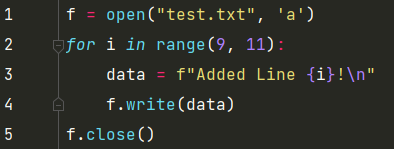 1 f = open("test.txt", 'a')
2 for i in range(9, 11):
3     data = f"Added Line {i}!\n"
4     f.write(data)
5 f.close()